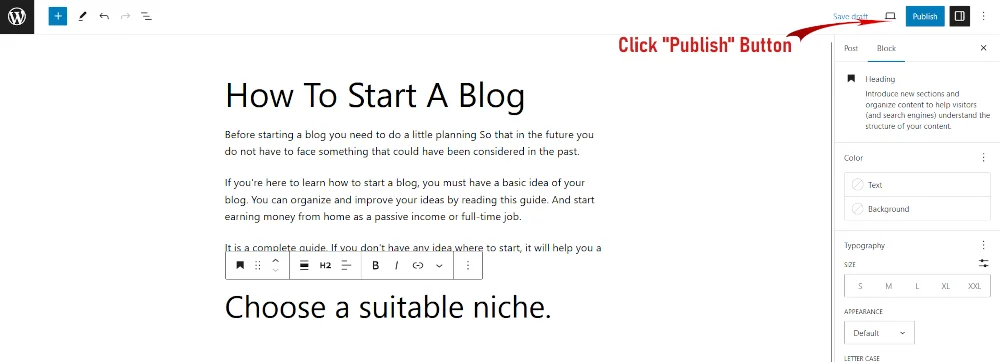 Save draft
Publish
Click "Publish" Button
Post Block
Heading
Introduce new sections and
organize content to help visitors
(and search engines) understand the
structure of your content.
Color
Text
Background
Typography
SIZE
S M L XL XXL
APPEARANCE
Default
LETTER CASE
How To Start A Blog
Before starting a blog you need to do a little planning So that in the future you
do not have to face something that could have been considered in the past.
If you're here to learn how to start a blog, you must have a basic idea of your
blog. You can organize and improve your ideas by reading this guide. And start
earning money from home as a passive income or full-time job.
It is a complete guide. If you don't have any idea where to start, it will help you a
H2 B I
Choose a suitable niche.